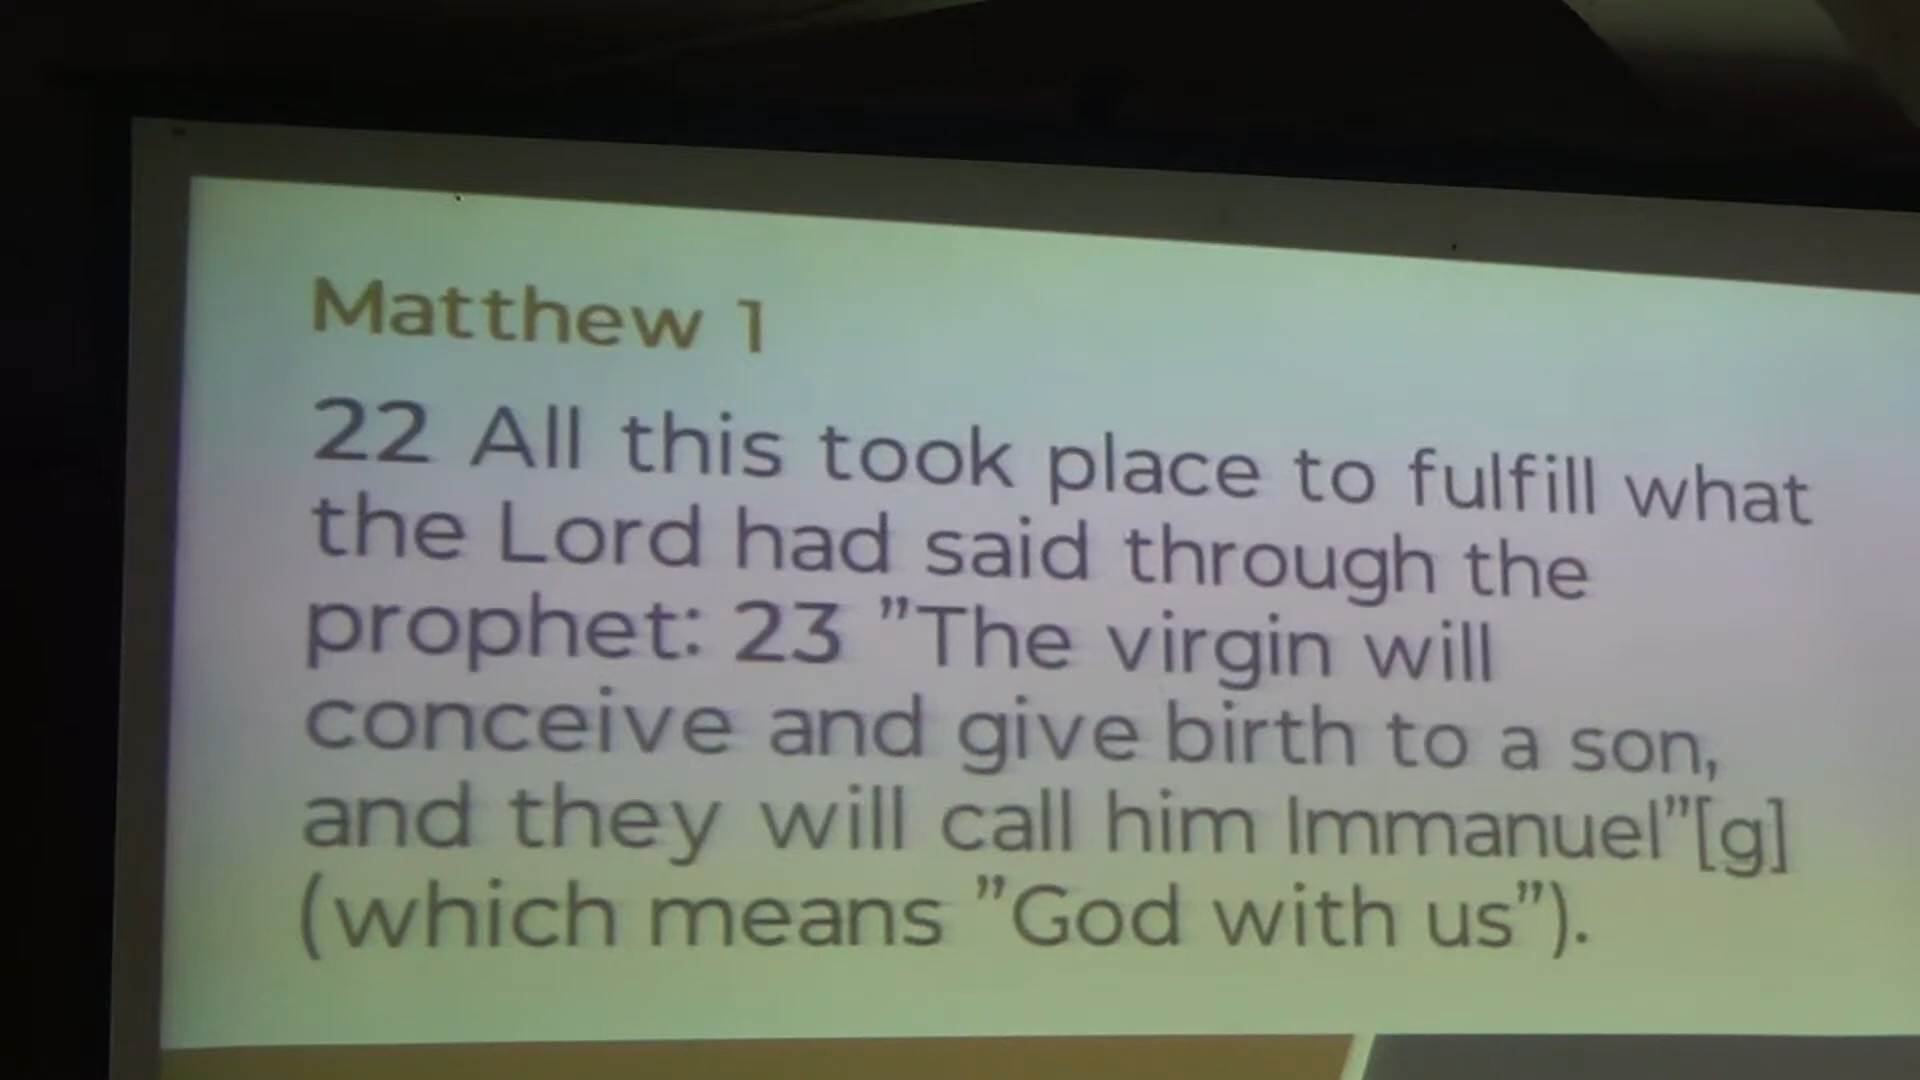 Matthew 1
22 All this took place to fulfill what
the Lord had said through the
prophet: 23 ”The virgin will
conceive and give birth to a son,
and they will call him Immanuel”[g]
(which means ”God with us”).